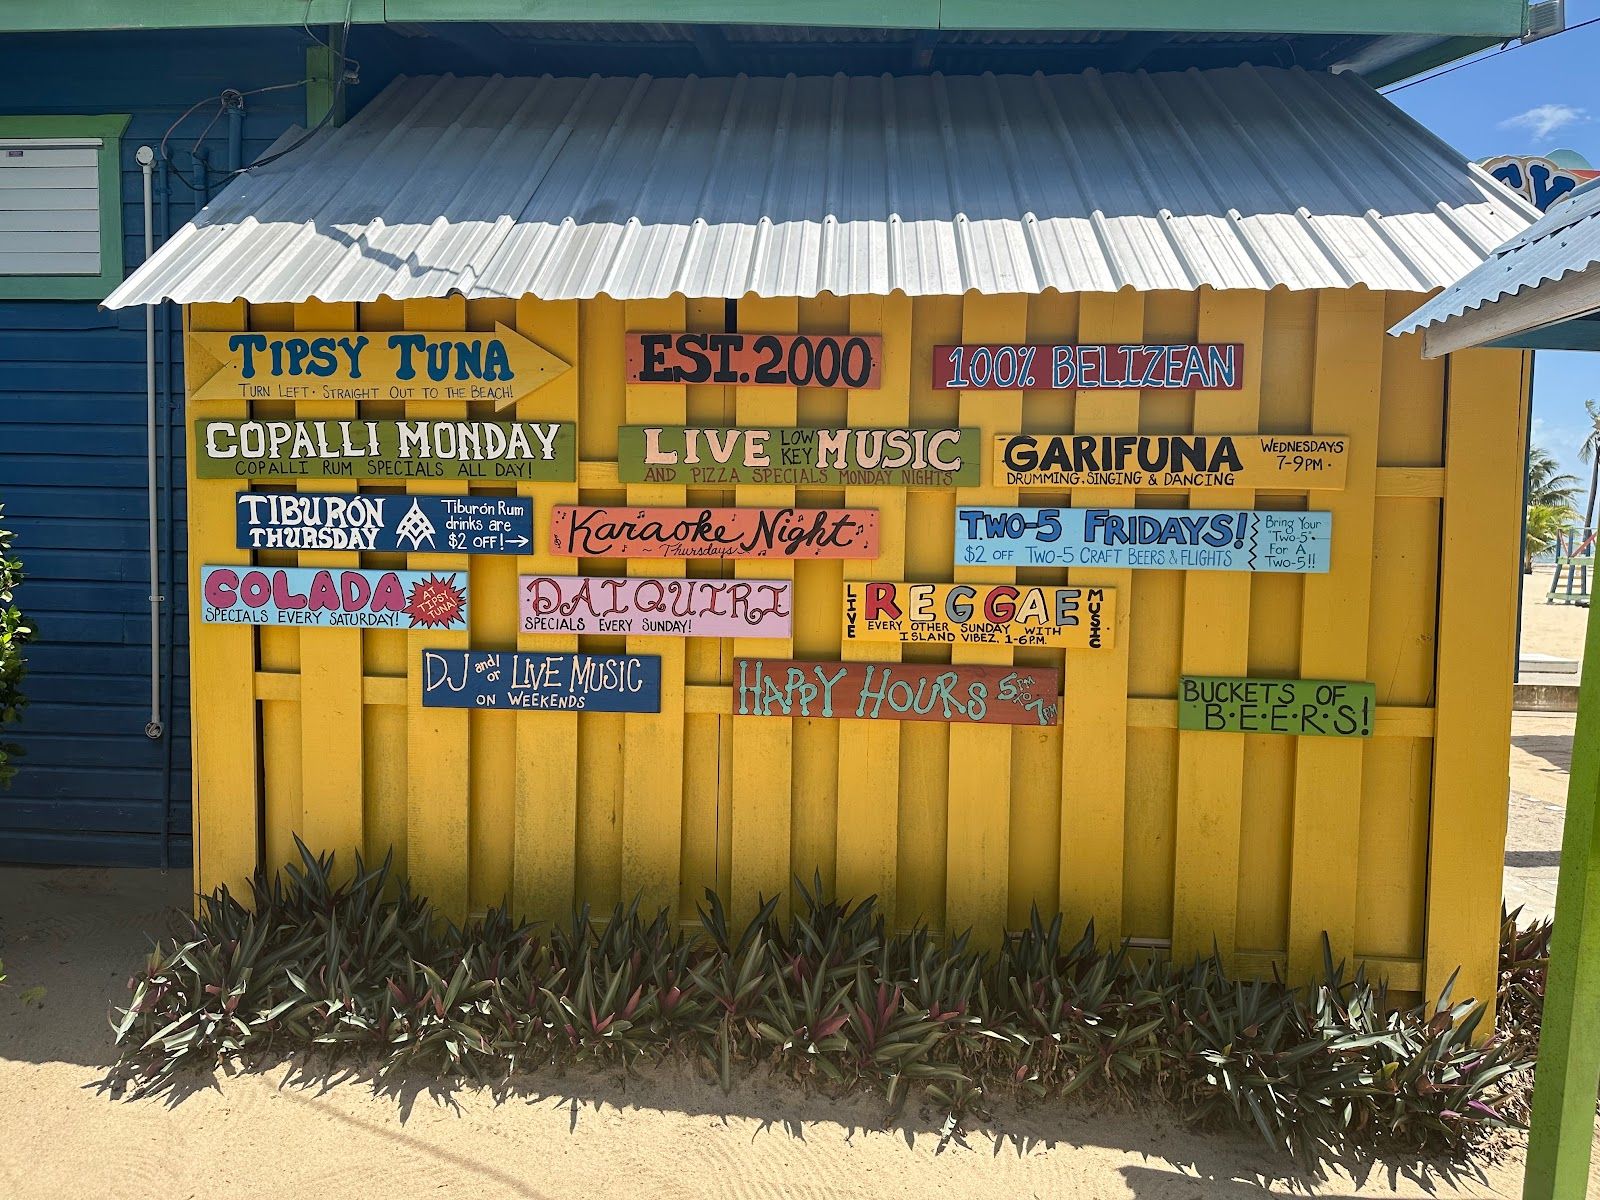 TIPSY TUNA
TURN LEFT · STRAIGHT OUT TO THE BEACH!
EST. 2000
100% BELIZEAN
COPALLI MONDAY
COPALLI RUM SPECIALS ALL DAY!
LIVE LOW KEY MUSIC
AND PIZZA SPECIALS MONDAY NIGHTS
GARIFUNA
DRUMMING, SINGING & DANCING
WEDNESDAYS
7-9PM·
TIBURÓN
THURSDAY
Tiburón Rum
drinks are
$2 OFF!→
Karaoke Night
~ Thursdays ~
TWO-5 FRIDAYS!
$2 OFF TWO-5 CRAFT BEERS & FLIGHTS
Bring Your
"Two-5"
For A
Two-5!!
COLADA
SPECIALS EVERY SATURDAY!
AT
TIPSY
TUNA!
DAIQUIRI
SPECIALS EVERY SUNDAY!
LIVE
REGGAE
MUSIC
EVERY OTHER SUNDAY WITH
ISLAND VIBEZ, 1-6P.M.
DJ and/or LIVE MUSIC
ON WEEKENDS
HAPPY HOURS 5PM TO 7PM
BUCKETS OF
B·E·E·R·S!